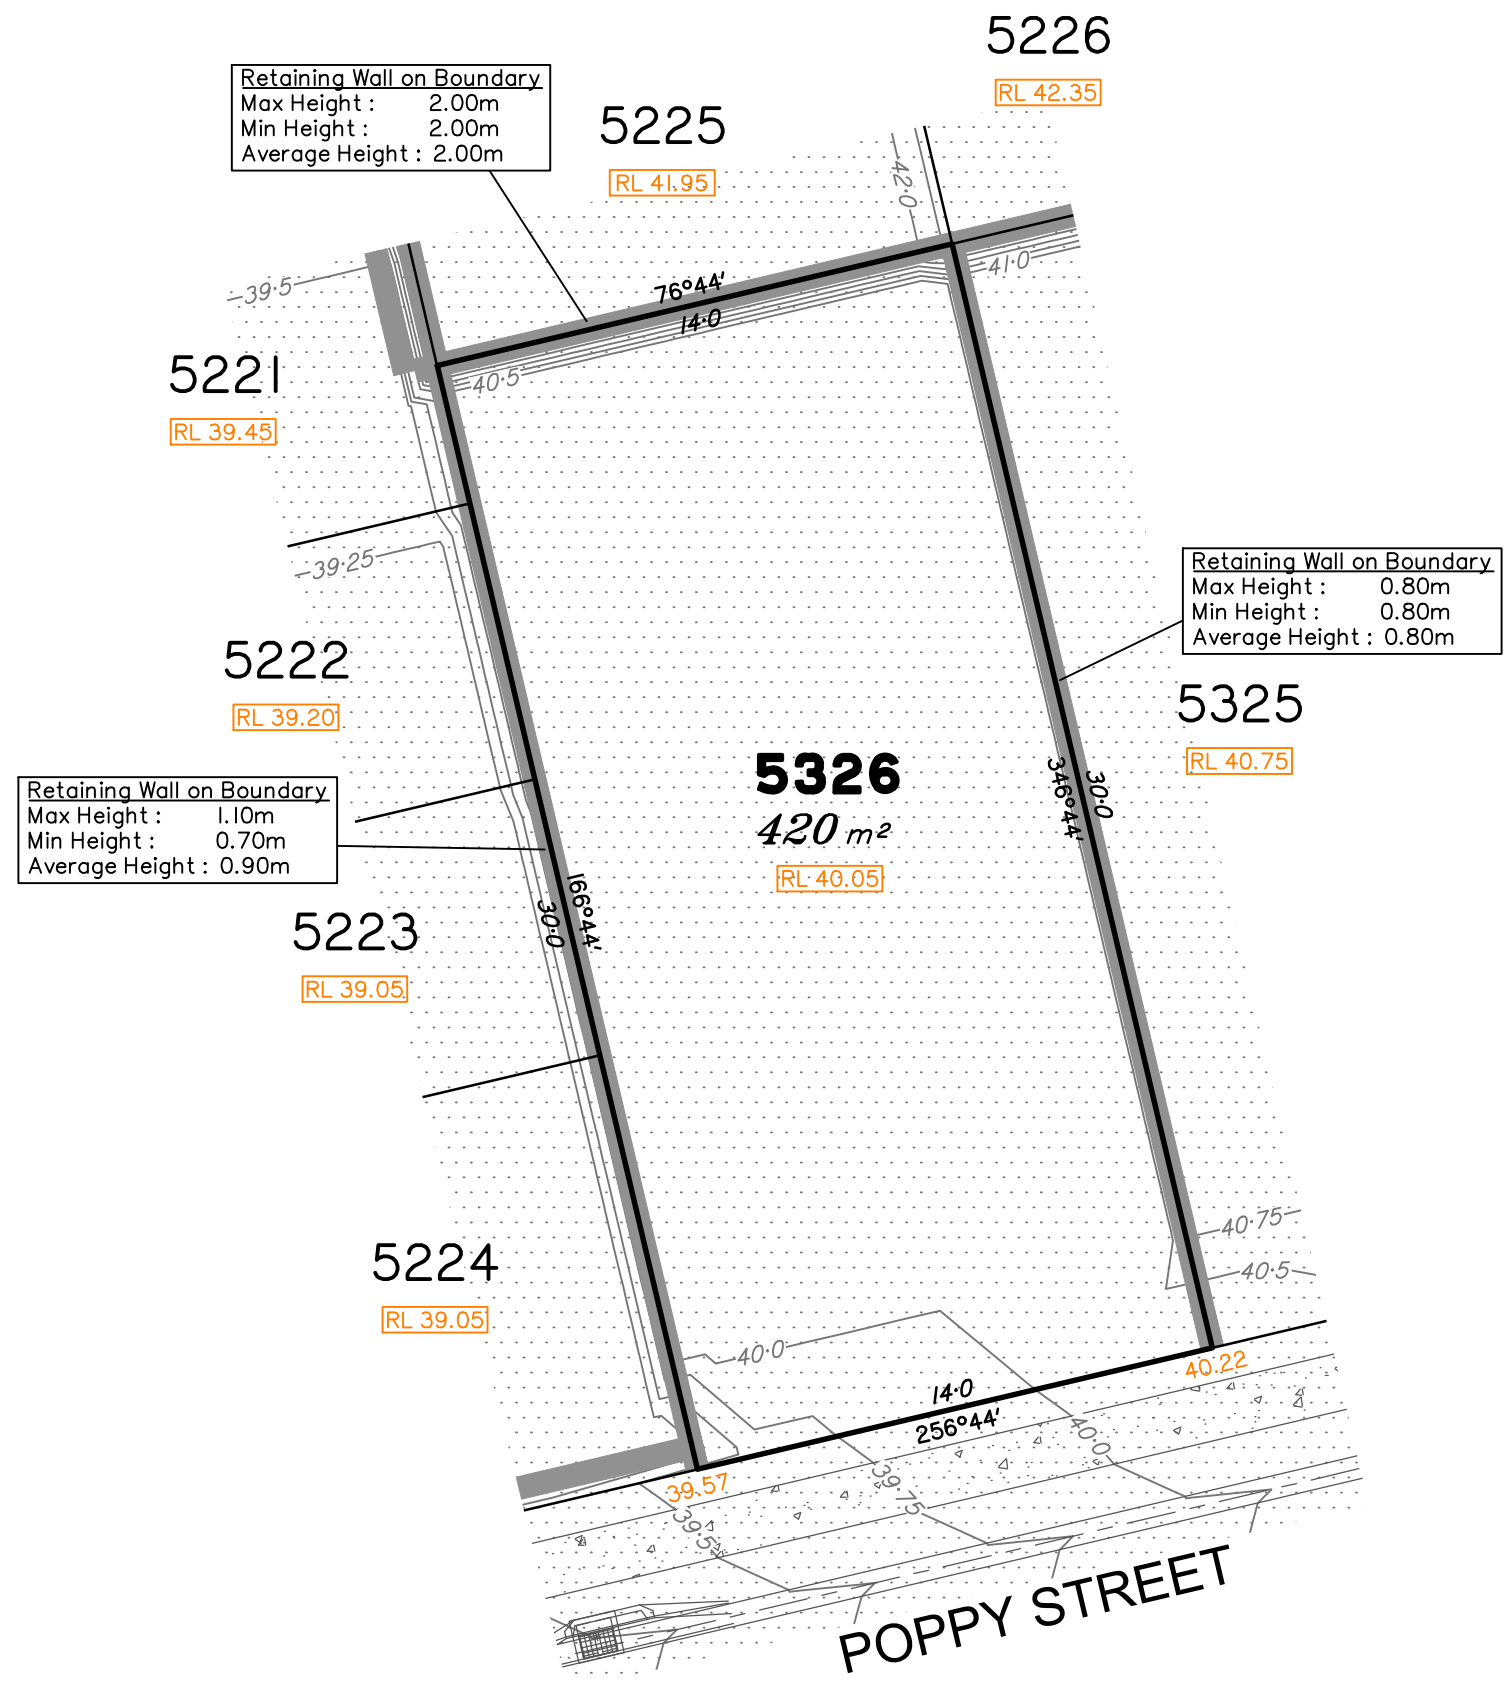 5226
RL 42.35
Retaining Wall on Boundary
Max Height : 2.00m
Min Height : 2.00m
Average Height : 2.00m
5225
RL 41.95
42·0
76°44'
14·0
41·0
39·5
40·5
5221
RL 39.45
39·25
Retaining Wall on Boundary
Max Height : 0.80m
Min Height : 0.80m
Average Height : 0.80m
5222
RL 39.20
5325
RL 40.75
5326
420 m²
RL 40.05
346°44'
30·0
Retaining Wall on Boundary
Max Height : 1.10m
Min Height : 0.70m
Average Height : 0.90m
166°44'
30·0
5223
RL 39.05
40·75
40·5
5224
RL 39.05
40·0
40.22
14·0
256°44'
40·0
39.57
39·75
39·5
POPPY STREET